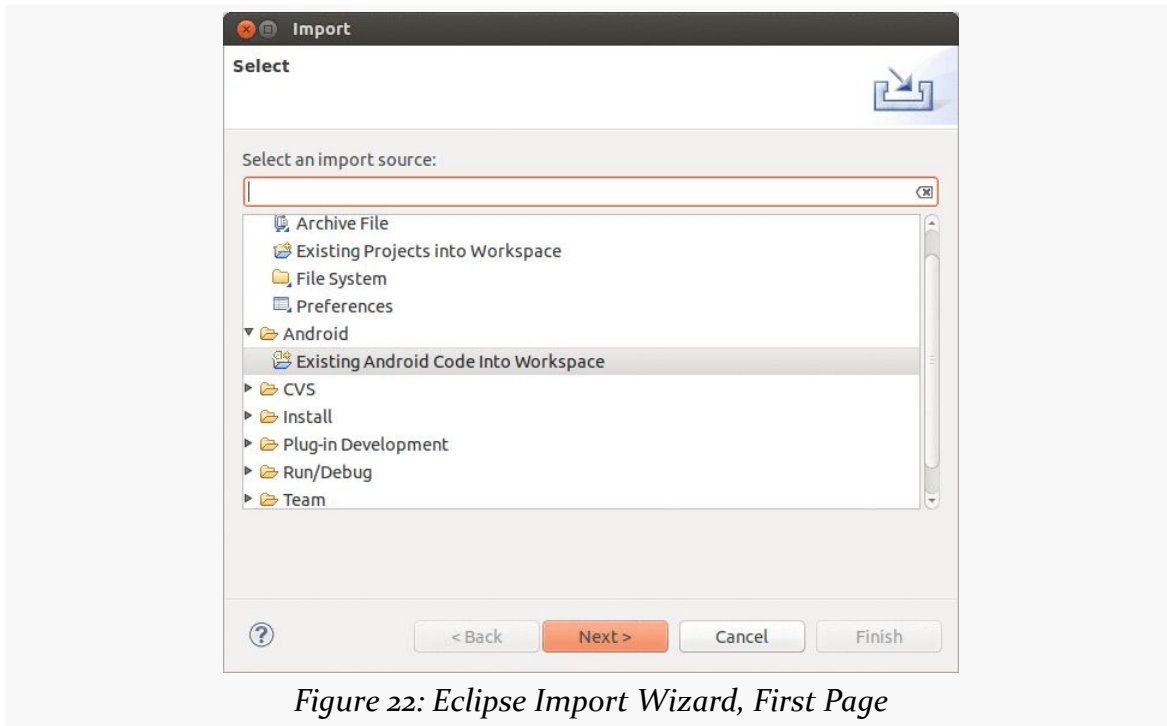 Import
Select
Select an import source:
Archive File
Existing Projects into Workspace
File System
Preferences
Android
Existing Android Code Into Workspace
CVS
Install
Plug-in Development
Run/Debug
Team
?
< Back
Next >
Cancel
Finish
Figure 22: Eclipse Import Wizard, First Page